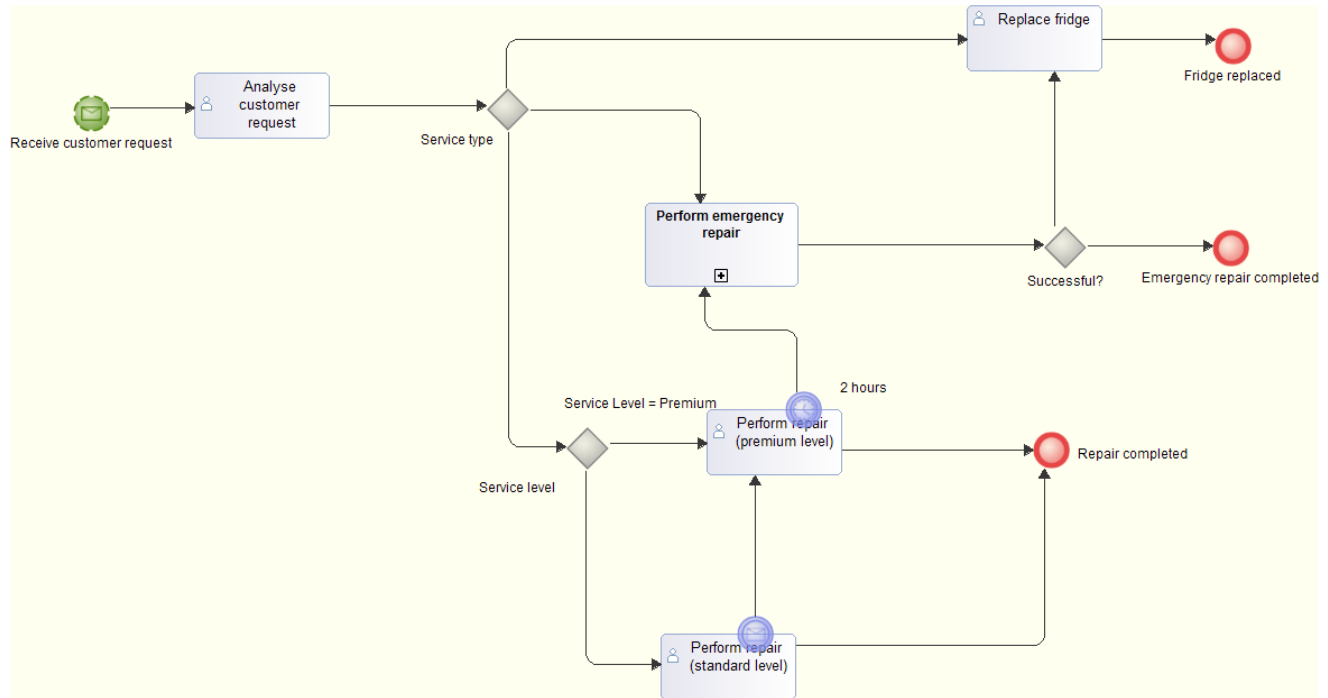 Replace fridge
Analyse
customer
request
Fridge replaced
Receive customer request
Service type
Perform emergency
repair
Successful?
Emergency repair completed
2 hours
Service Level = Premium
Perform repair
(premium level)
Repair completed
Service level
Perform repair
(standard level)